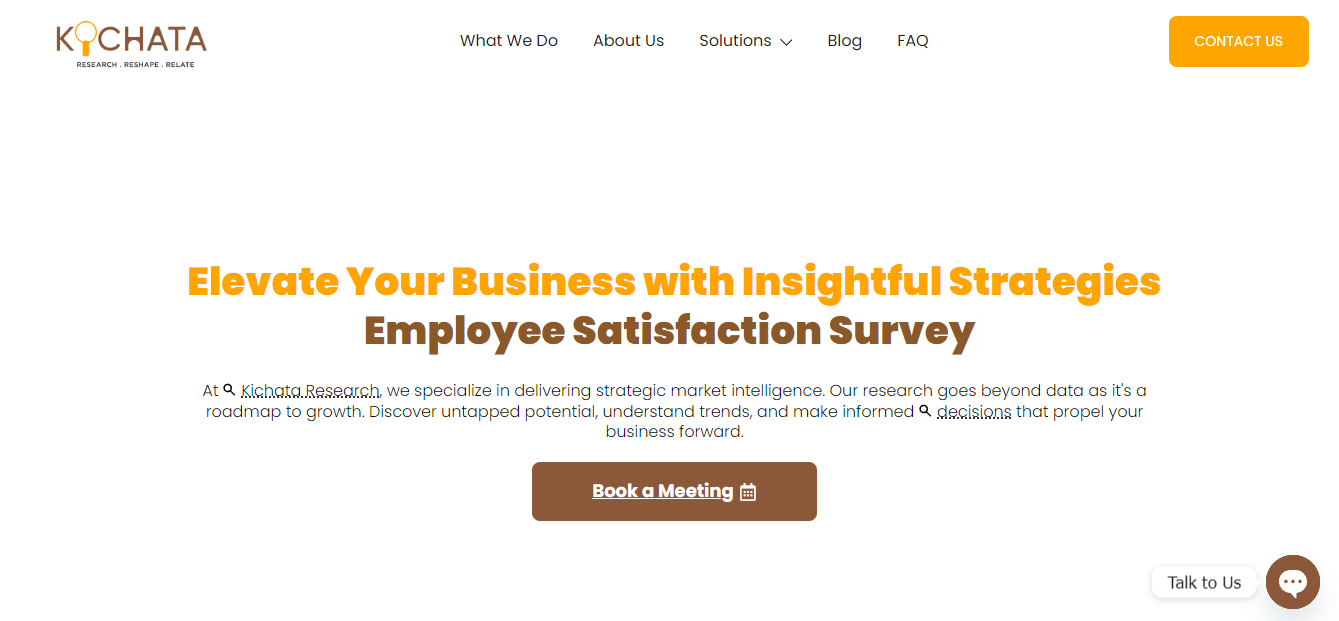 KICHATA
RESEARCH . RESHAPE . RELATE
What We Do
About Us
Solutions
Blog
FAQ
CONTACT US
Elevate Your Business with Insightful Strategies
Employee Satisfaction Survey
At Kichata Research, we specialize in delivering strategic market intelligence. Our research goes beyond data as it's a
roadmap to growth. Discover untapped potential, understand trends, and make informed decisions that propel your
business forward.
Book a Meeting
Talk to Us